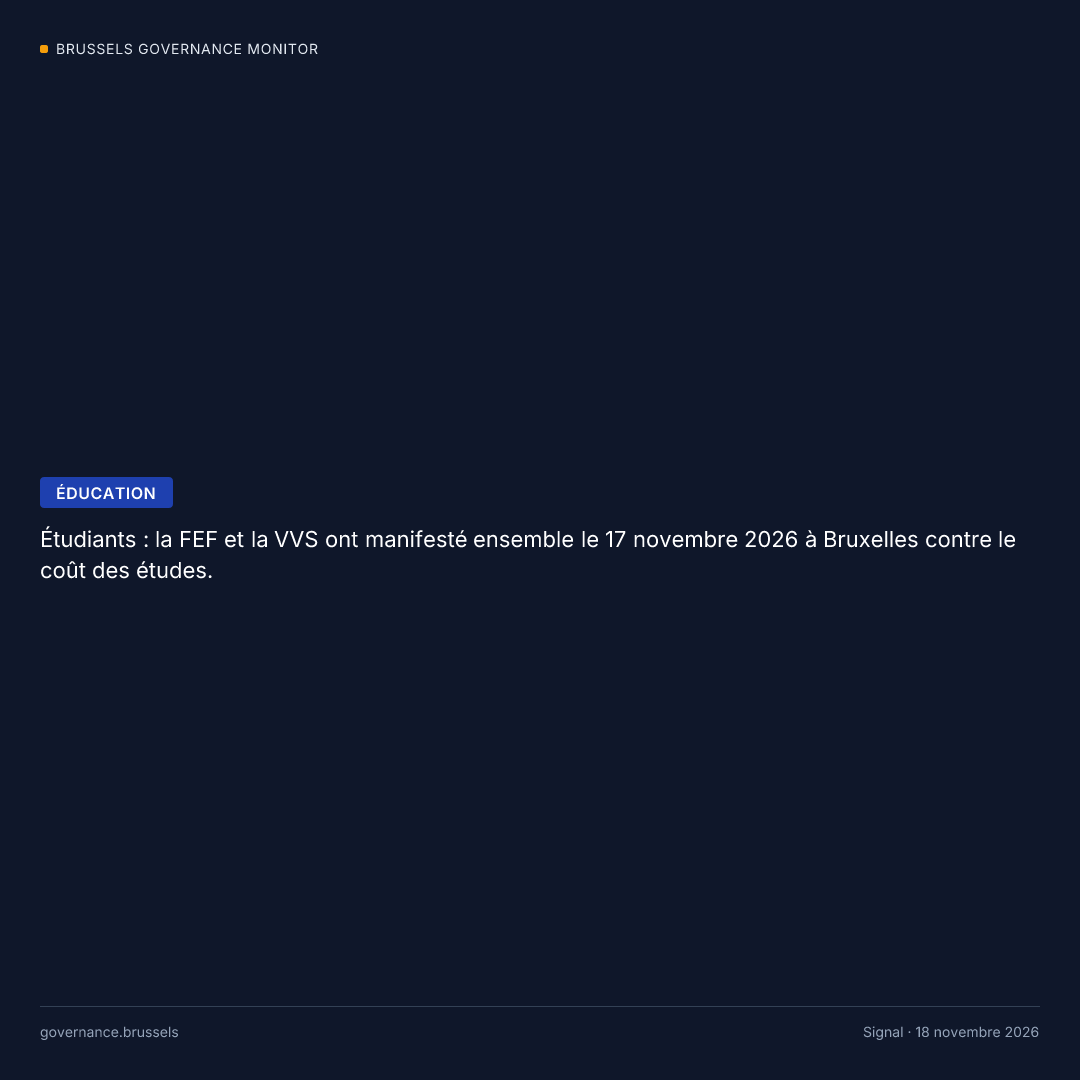 BRUSSELS GOVERNANCE MONITOR
ÉDUCATION
Étudiants : la FEF et la VVS ont manifesté ensemble le 17 novembre 2026 à Bruxelles contre le
coût des études.
governance.brussels
Signal · 18 novembre 2026